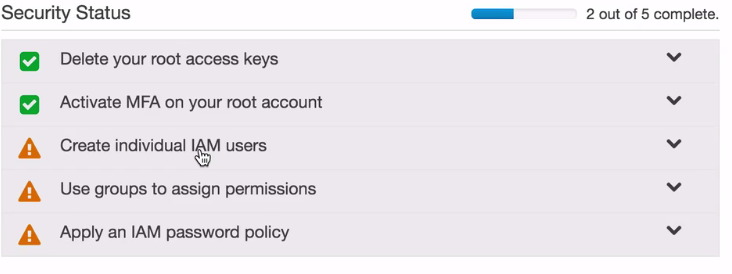 Security Status
2 out of 5 complete.
Delete your root access keys
Activate MFA on your root account
Create individual IAM users
Use groups to assign permissions
Apply an IAM password policy